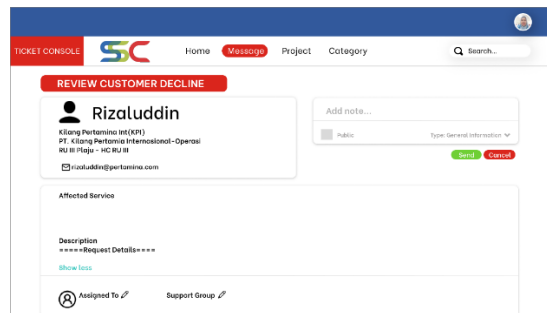 TICKET CONSOLE
SSC
Home Message Project Category
Search...
REVIEW CUSTOMER DECLINE
Rizaluddin
Kilang Pertamina Int(KPI)
PT. Kilang Pertamia Internasional-Operasi
RU III Plaju - HC RU III
rizaluddin@pertamina.com
Add note...
Public
Type: General Information
Send Cancel
Affected Service
Description
=====Request Details====
Show less
Assigned To
Support Group